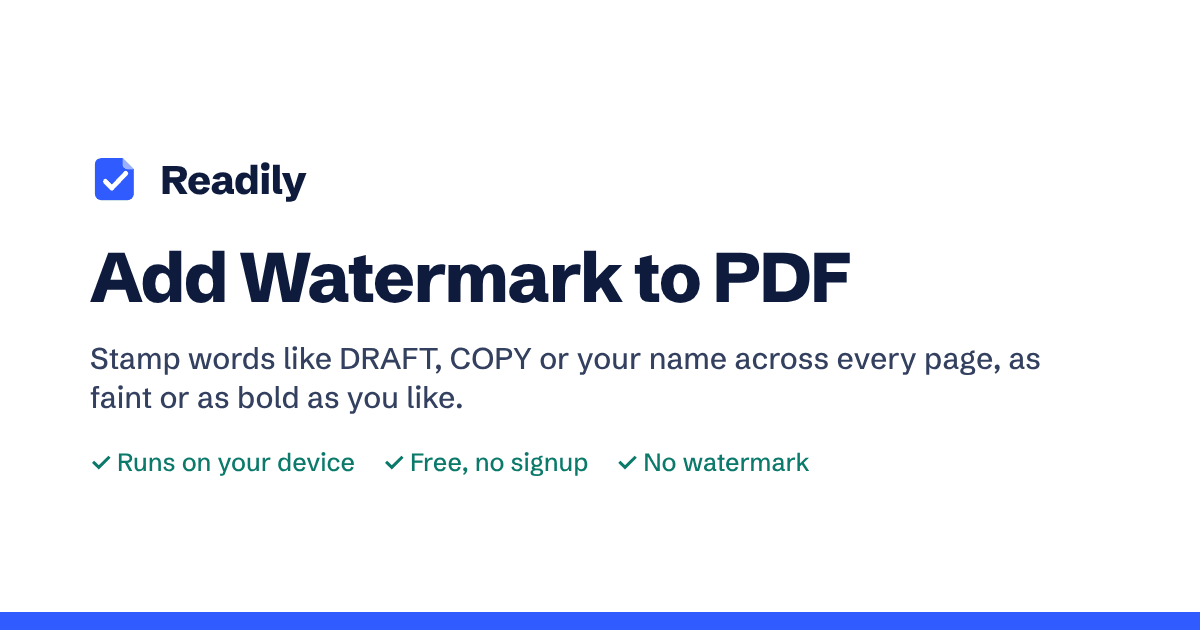 Readily
Add Watermark to PDF
Stamp words like DRAFT, COPY or your name across every page, as
faint or as bold as you like.
✓ Runs on your device ✓ Free, no signup ✓ No watermark